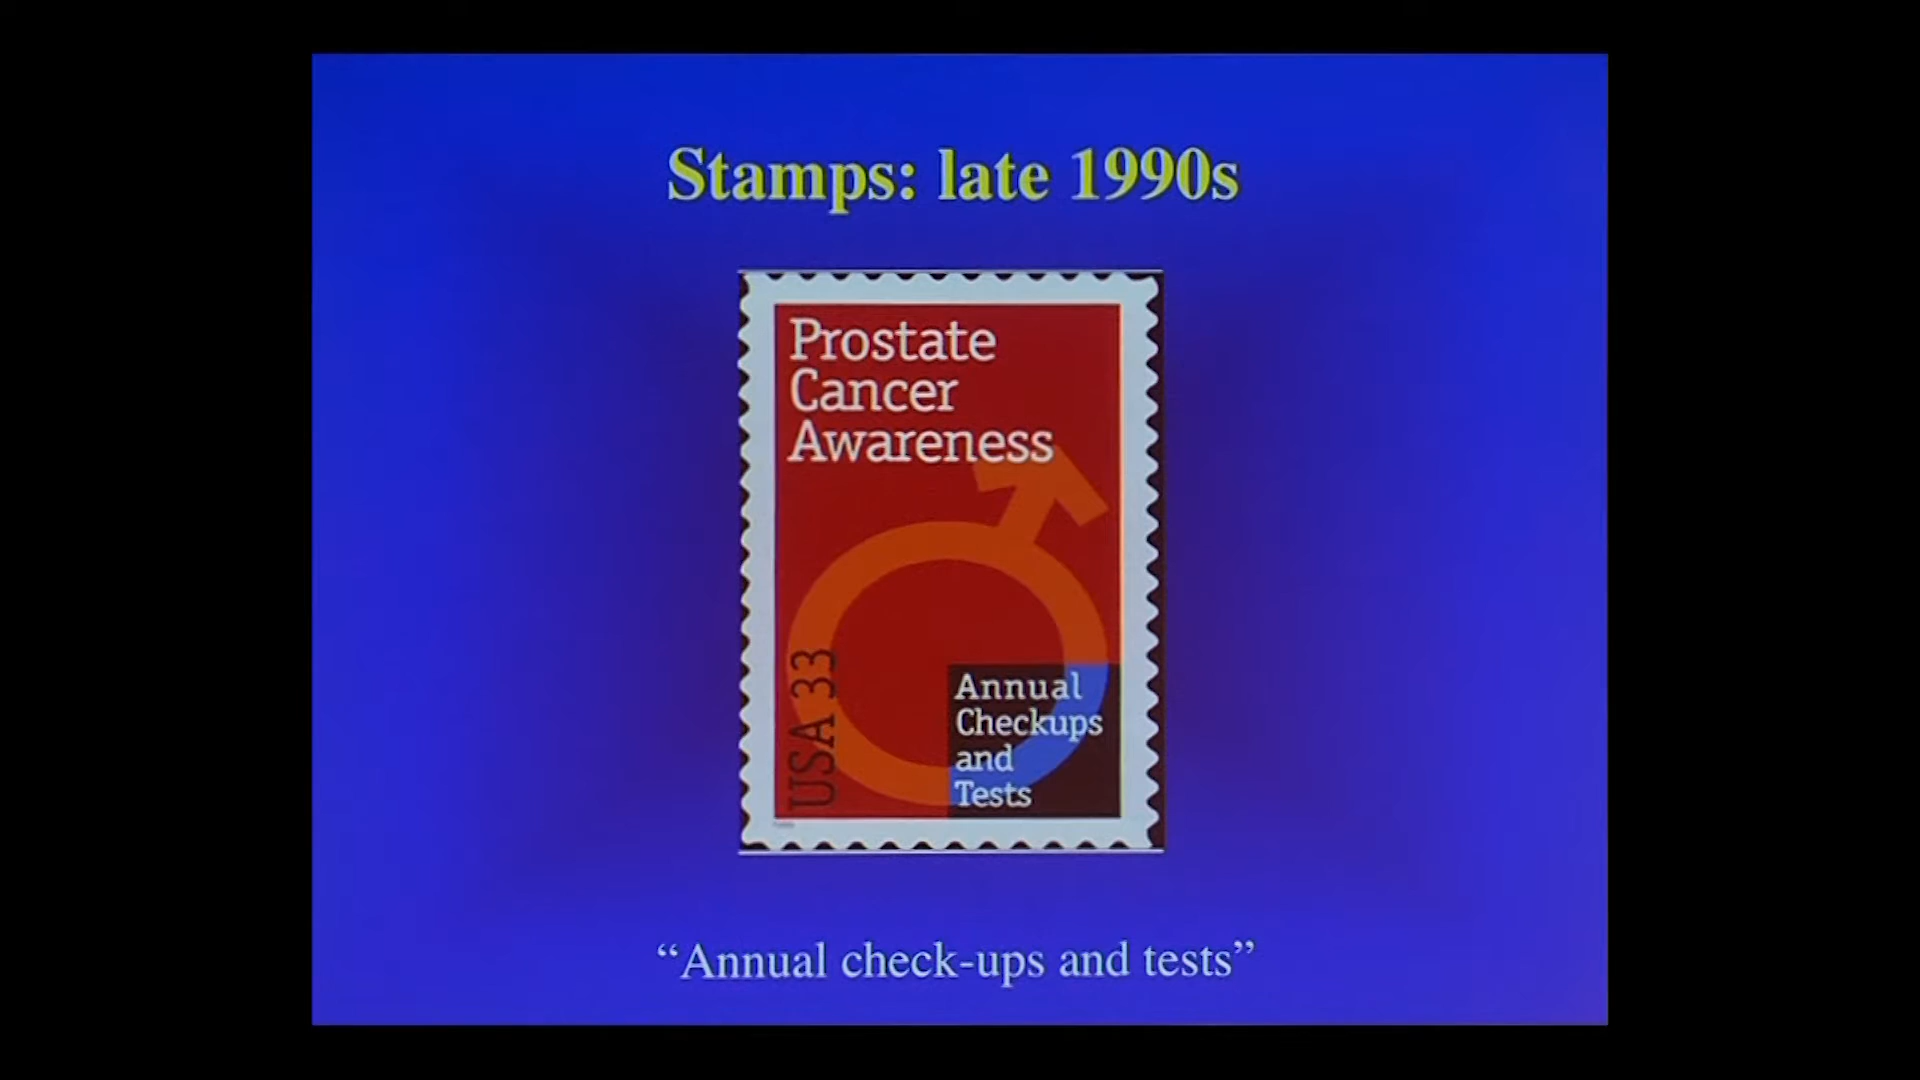 Stamps: late 1990s
Prostate
Cancer
Awareness
USA 33
Annual
Checkups
and
Tests
“Annual check-ups and tests”